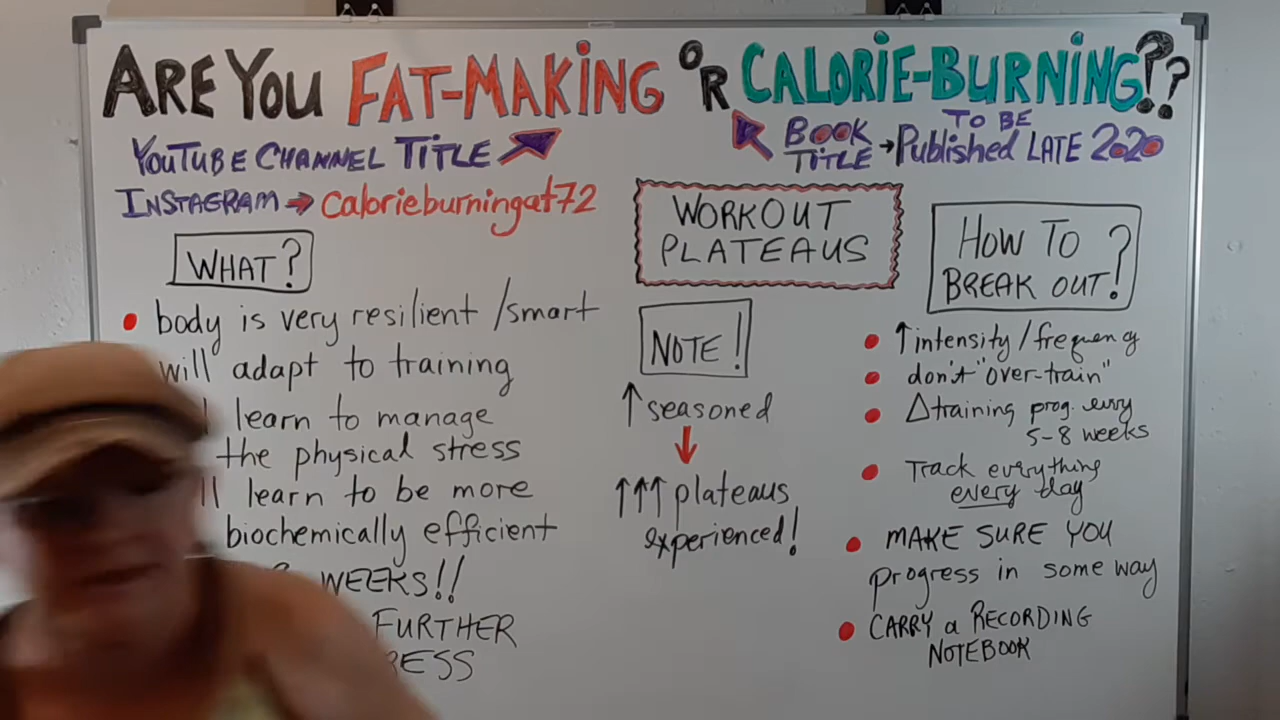 ARE YOU FAT-MAKING OR CALORIE-BURNING??
YOUTUBE CHANNEL TITLE
BOOK TITLE → TO BE Published LATE 2020
INSTAGRAM → calorieburningat72
WHAT?
• body is very resilient / smart
will adapt to training
learn to manage
the physical stress
learn to be more
biochemically efficient
WEEKS!!
FURTHER
WORKOUT
PLATEAUS
NOTE!
↑ seasoned
↓
↑↑↑ plateaus
experienced!
HOW TO
BREAK OUT?!
• ↑ intensity / frequency
• don't "over-train"
• Δ training prog. every
5-8 weeks
• Track everything
every day
• MAKE SURE YOU
progress in some way
• CARRY a RECORDING
NOTEBOOK